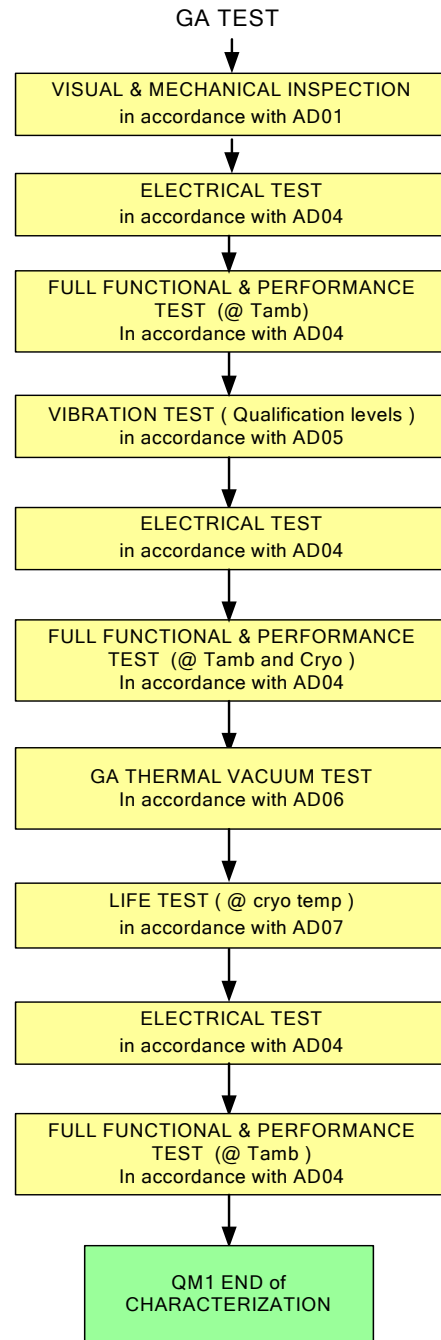 GA TEST
VISUAL & MECHANICAL INSPECTION
in accordance with AD01
ELECTRICAL TEST
in accordance with AD04
FULL FUNCTIONAL & PERFORMANCE
TEST (@ Tamb)
In accordance with AD04
VIBRATION TEST ( Qualification levels )
in accordance with AD05
ELECTRICAL TEST
in accordance with AD04
FULL FUNCTIONAL & PERFORMANCE
TEST (@ Tamb and Cryo )
In accordance with AD04
GA THERMAL VACUUM TEST
In accordance with AD06
LIFE TEST ( @ cryo temp )
in accordance with AD07
ELECTRICAL TEST
in accordance with AD04
FULL FUNCTIONAL & PERFORMANCE
TEST (@ Tamb )
In accordance with AD04
QM1 END of
CHARACTERIZATION